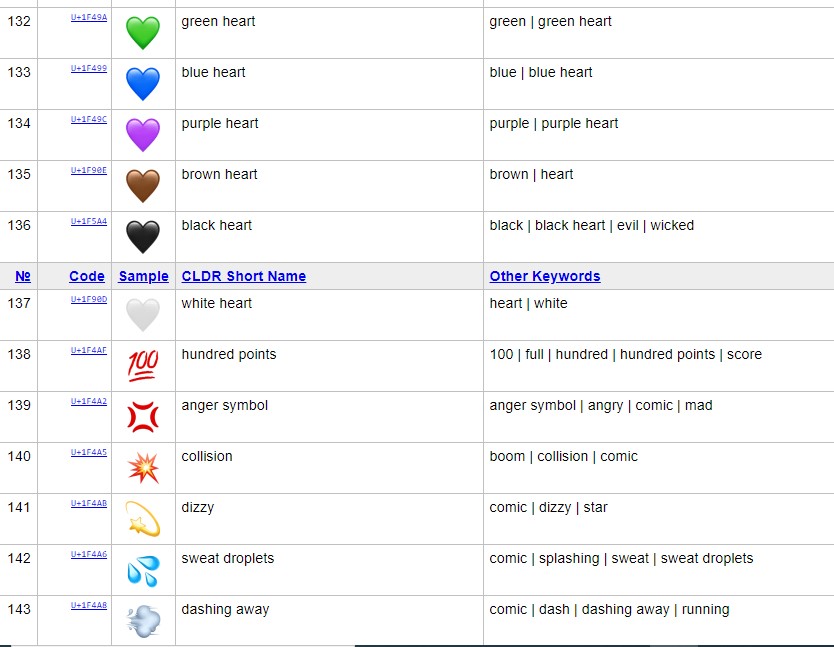 132 U+1F49A green heart green | green heart
133 U+1F499 blue heart blue | blue heart
134 U+1F49C purple heart purple | purple heart
135 U+1F90E brown heart brown | heart
136 U+1F5A4 black heart black | black heart | evil | wicked
№ Code Sample CLDR Short Name Other Keywords
137 U+1F90D white heart heart | white
138 U+1F4AF 100 hundred points 100 | full | hundred | hundred points | score
139 U+1F4A2 anger symbol anger symbol | angry | comic | mad
140 U+1F4A5 collision boom | collision | comic
141 U+1F4AB dizzy comic | dizzy | star
142 U+1F4A6 sweat droplets comic | splashing | sweat | sweat droplets
143 U+1F4A8 dashing away comic | dash | dashing away | running